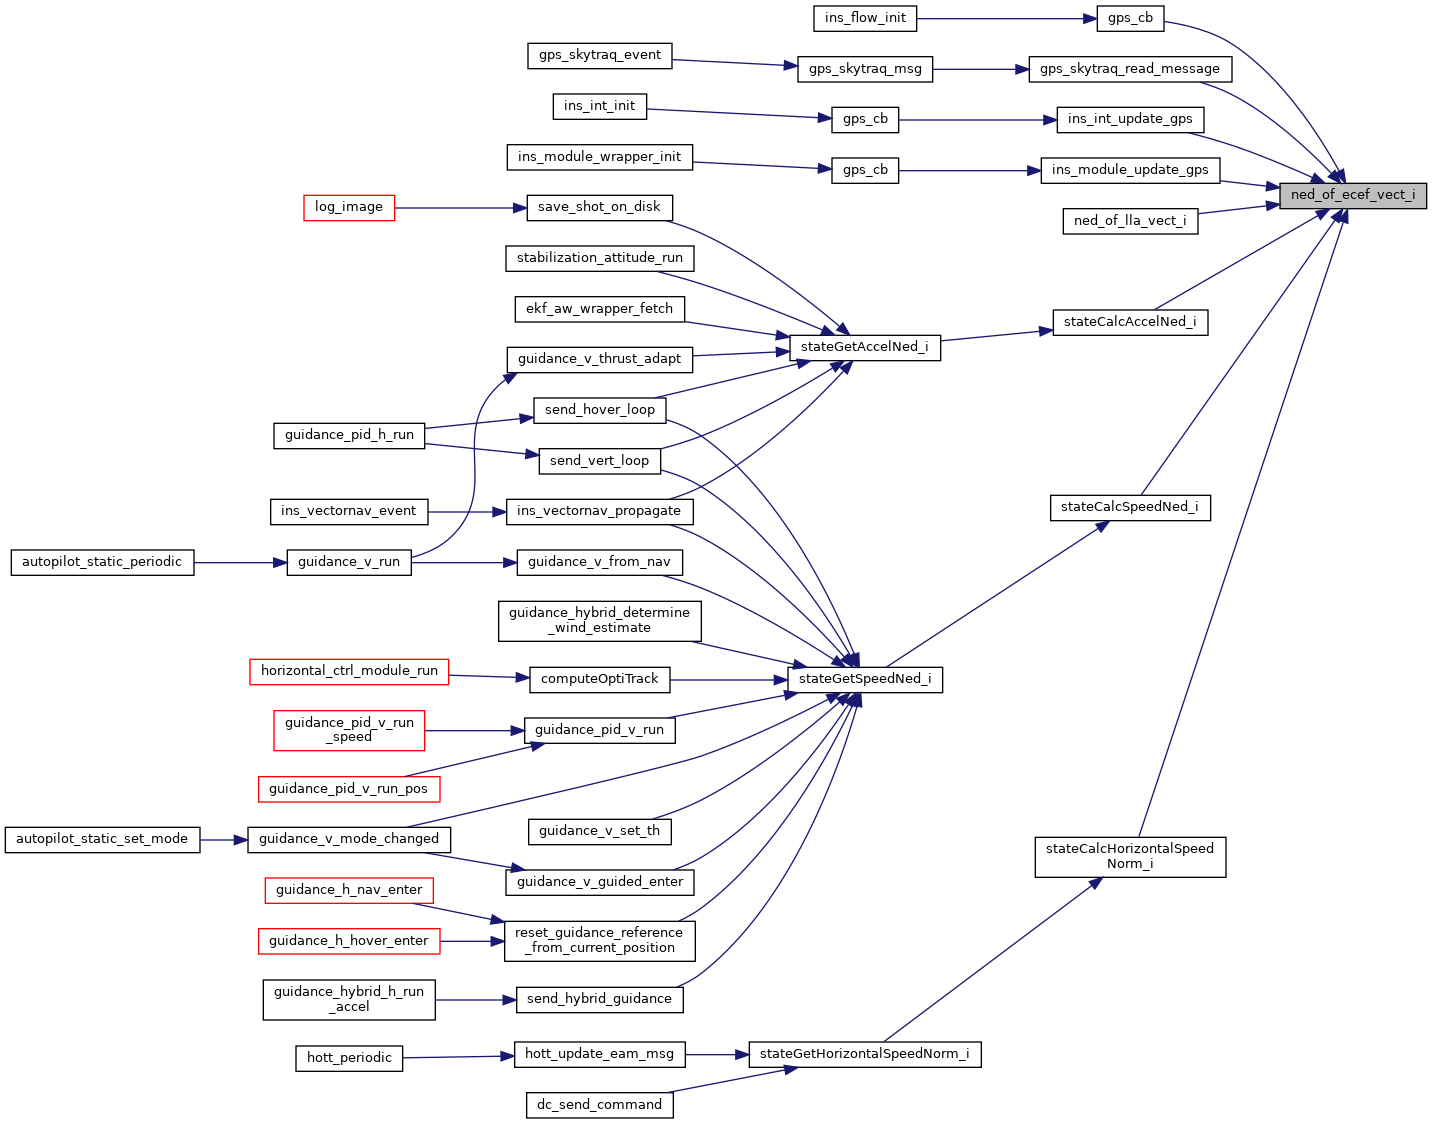 ins_flow_init
gps_cb
gps_skytraq_event
gps_skytraq_msg
gps_skytraq_read_message
ins_int_init
gps_cb
ins_int_update_gps
ins_module_wrapper_init
gps_cb
ins_module_update_gps
ned_of_ecef_vect_i
log_image
save_shot_on_disk
ned_of_lla_vect_i
stabilization_attitude_run
ekf_aw_wrapper_fetch
stateCalcAccelNed_i
stateGetAccelNed_i
guidance_v_thrust_adapt
send_hover_loop
guidance_pid_h_run
send_vert_loop
ins_vectornav_event
ins_vectornav_propagate
stateCalcSpeedNed_i
autopilot_static_periodic
guidance_v_run
guidance_v_from_nav
guidance_hybrid_determine
_wind_estimate
horizontal_ctrl_module_run
computeOptiTrack
stateGetSpeedNed_i
guidance_pid_v_run
_speed
guidance_pid_v_run
guidance_pid_v_run_pos
autopilot_static_set_mode
guidance_v_mode_changed
guidance_v_set_th
stateCalcHorizontalSpeed
Norm_i
guidance_v_guided_enter
guidance_h_nav_enter
guidance_h_hover_enter
reset_guidance_reference
_from_current_position
guidance_hybrid_h_run
_accel
send_hybrid_guidance
hott_periodic
hott_update_eam_msg
stateGetHorizontalSpeedNorm_i
dc_send_command